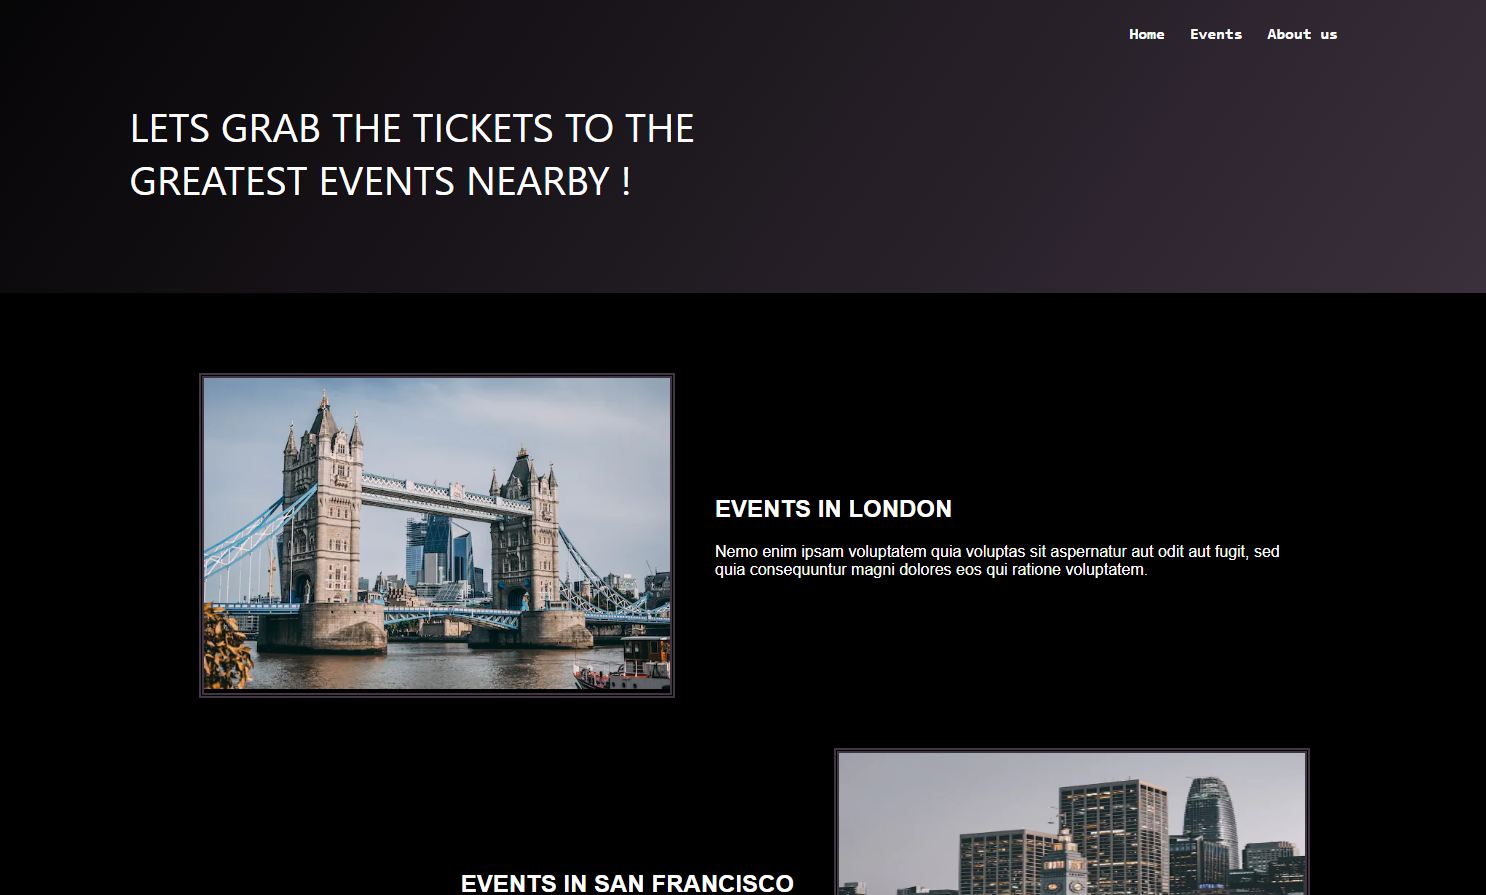 Home Events About us
LETS GRAB THE TICKETS TO THE
GREATEST EVENTS NEARBY !
EVENTS IN LONDON
Nemo enim ipsam voluptatem quia voluptas sit aspernatur aut odit aut fugit, sed
quia consequuntur magni dolores eos qui ratione voluptatem.
EVENTS IN SAN FRANCISCO